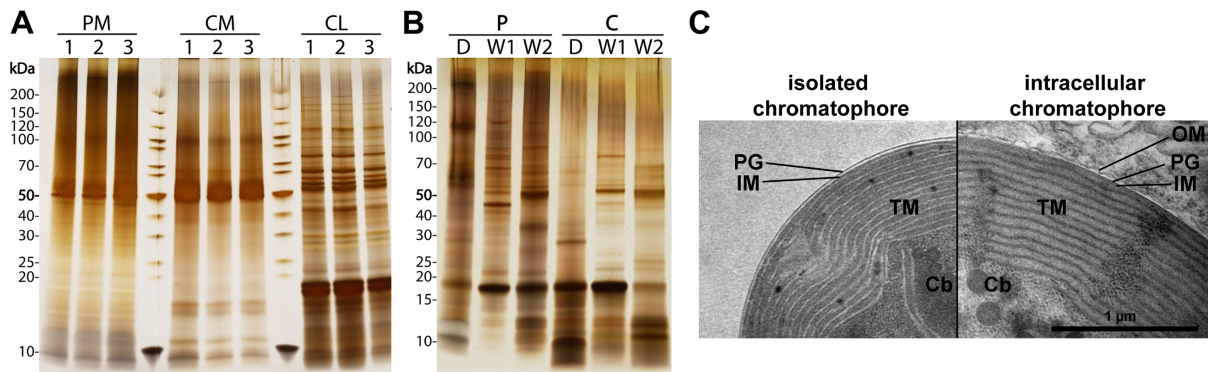 A
PM CM CL
1 2 3 1 2 3 1 2 3
kDa
200
150
120
100
70
50
40
30
25
20
15
10
B
P C
D W1 W2 D W1 W2
kDa
200
150
120
100
70
50
40
30
25
20
15
10
C
isolated
chromatophore
intracellular
chromatophore
PG
IM
TM
Cb
OM
PG
IM
TM
Cb
1 µm